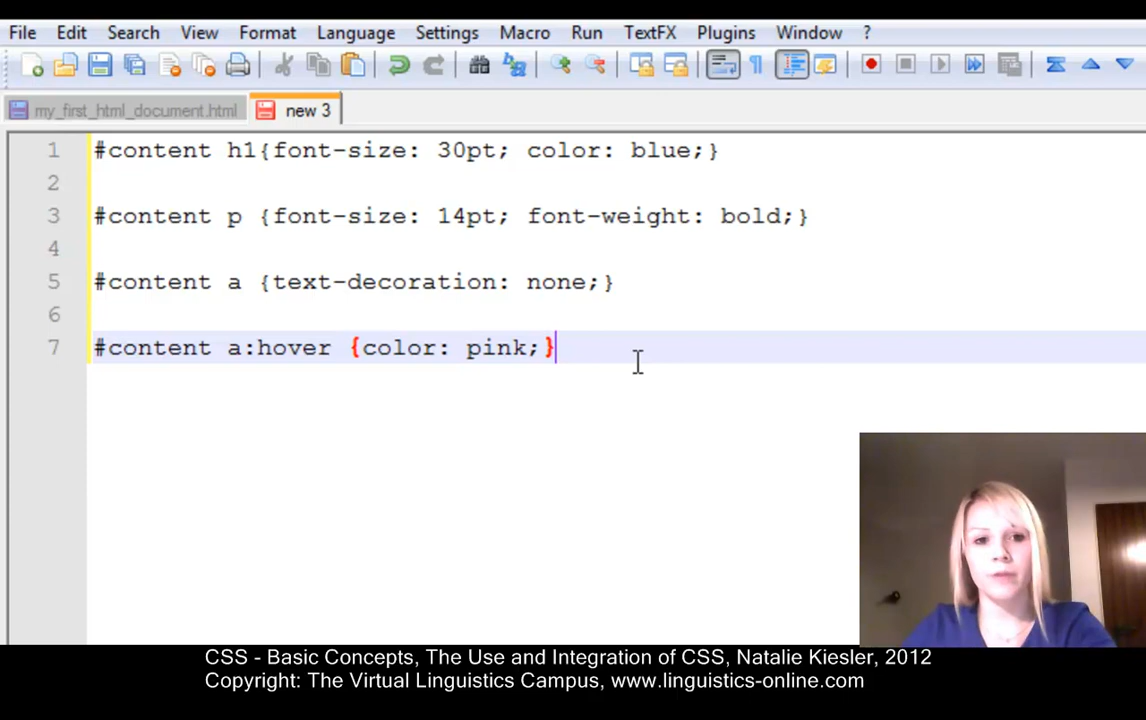 File Edit Search View Format Language Settings Macro Run TextFX Plugins Window ?
my_first_html_document.html new 3
1 #content h1{font-size: 30pt; color: blue;}
2
3 #content p {font-size: 14pt; font-weight: bold;}
4
5 #content a {text-decoration: none;}
6
7 #content a:hover {color: pink;}
CSS - Basic Concepts, The Use and Integration of CSS, Natalie Kiesler, 2012
Copyright: The Virtual Linguistics Campus, www.linguistics-online.com